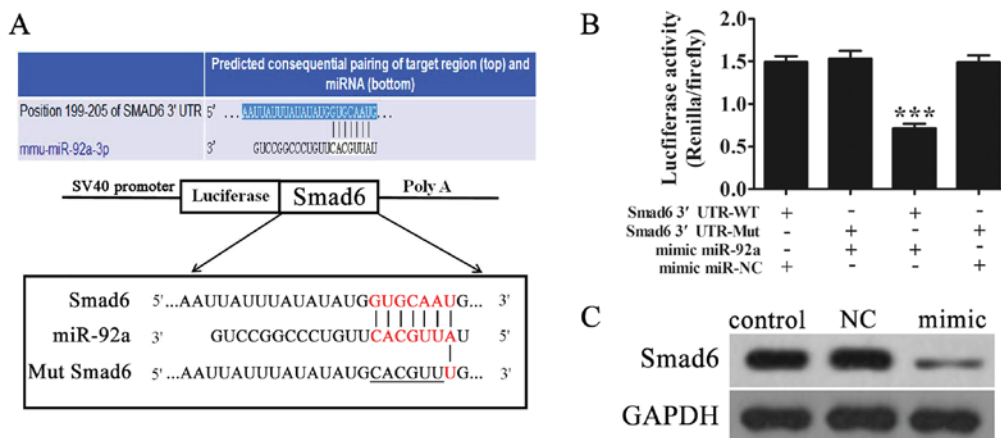 A
Predicted consequential pairing of target region (top) and
miRNA (bottom)
Position 199-205 of SMAD6 3' UTR 5' ...AAUUAUUUAUAUAUGGUGCAAUG...
mmu-miR-92a-3p 3' GUCCGGCCCUGUUCACGUUAU
SV40 promoter Luciferase Smad6 Poly A
Smad6 5'...AAUUAUUUAUAUAUGGUGCAAUG... 3'
miR-92a 3' GUCCGGCCCUGUUCACGUUAU 5'
Mut Smad6 5'...AAUUAUUUAUAUAUGCACGUUUG... 3'
B
Lucfiferase activity
(Renilla/firefly)
2.0
1.5
1.0
0.5
0.0
***
Smad6 3' UTR-WT + - + -
Smad6 3' UTR-Mut - + - +
mimic miR-92a - + + -
mimic miR-NC + - - +
C
control NC mimic
Smad6
GAPDH